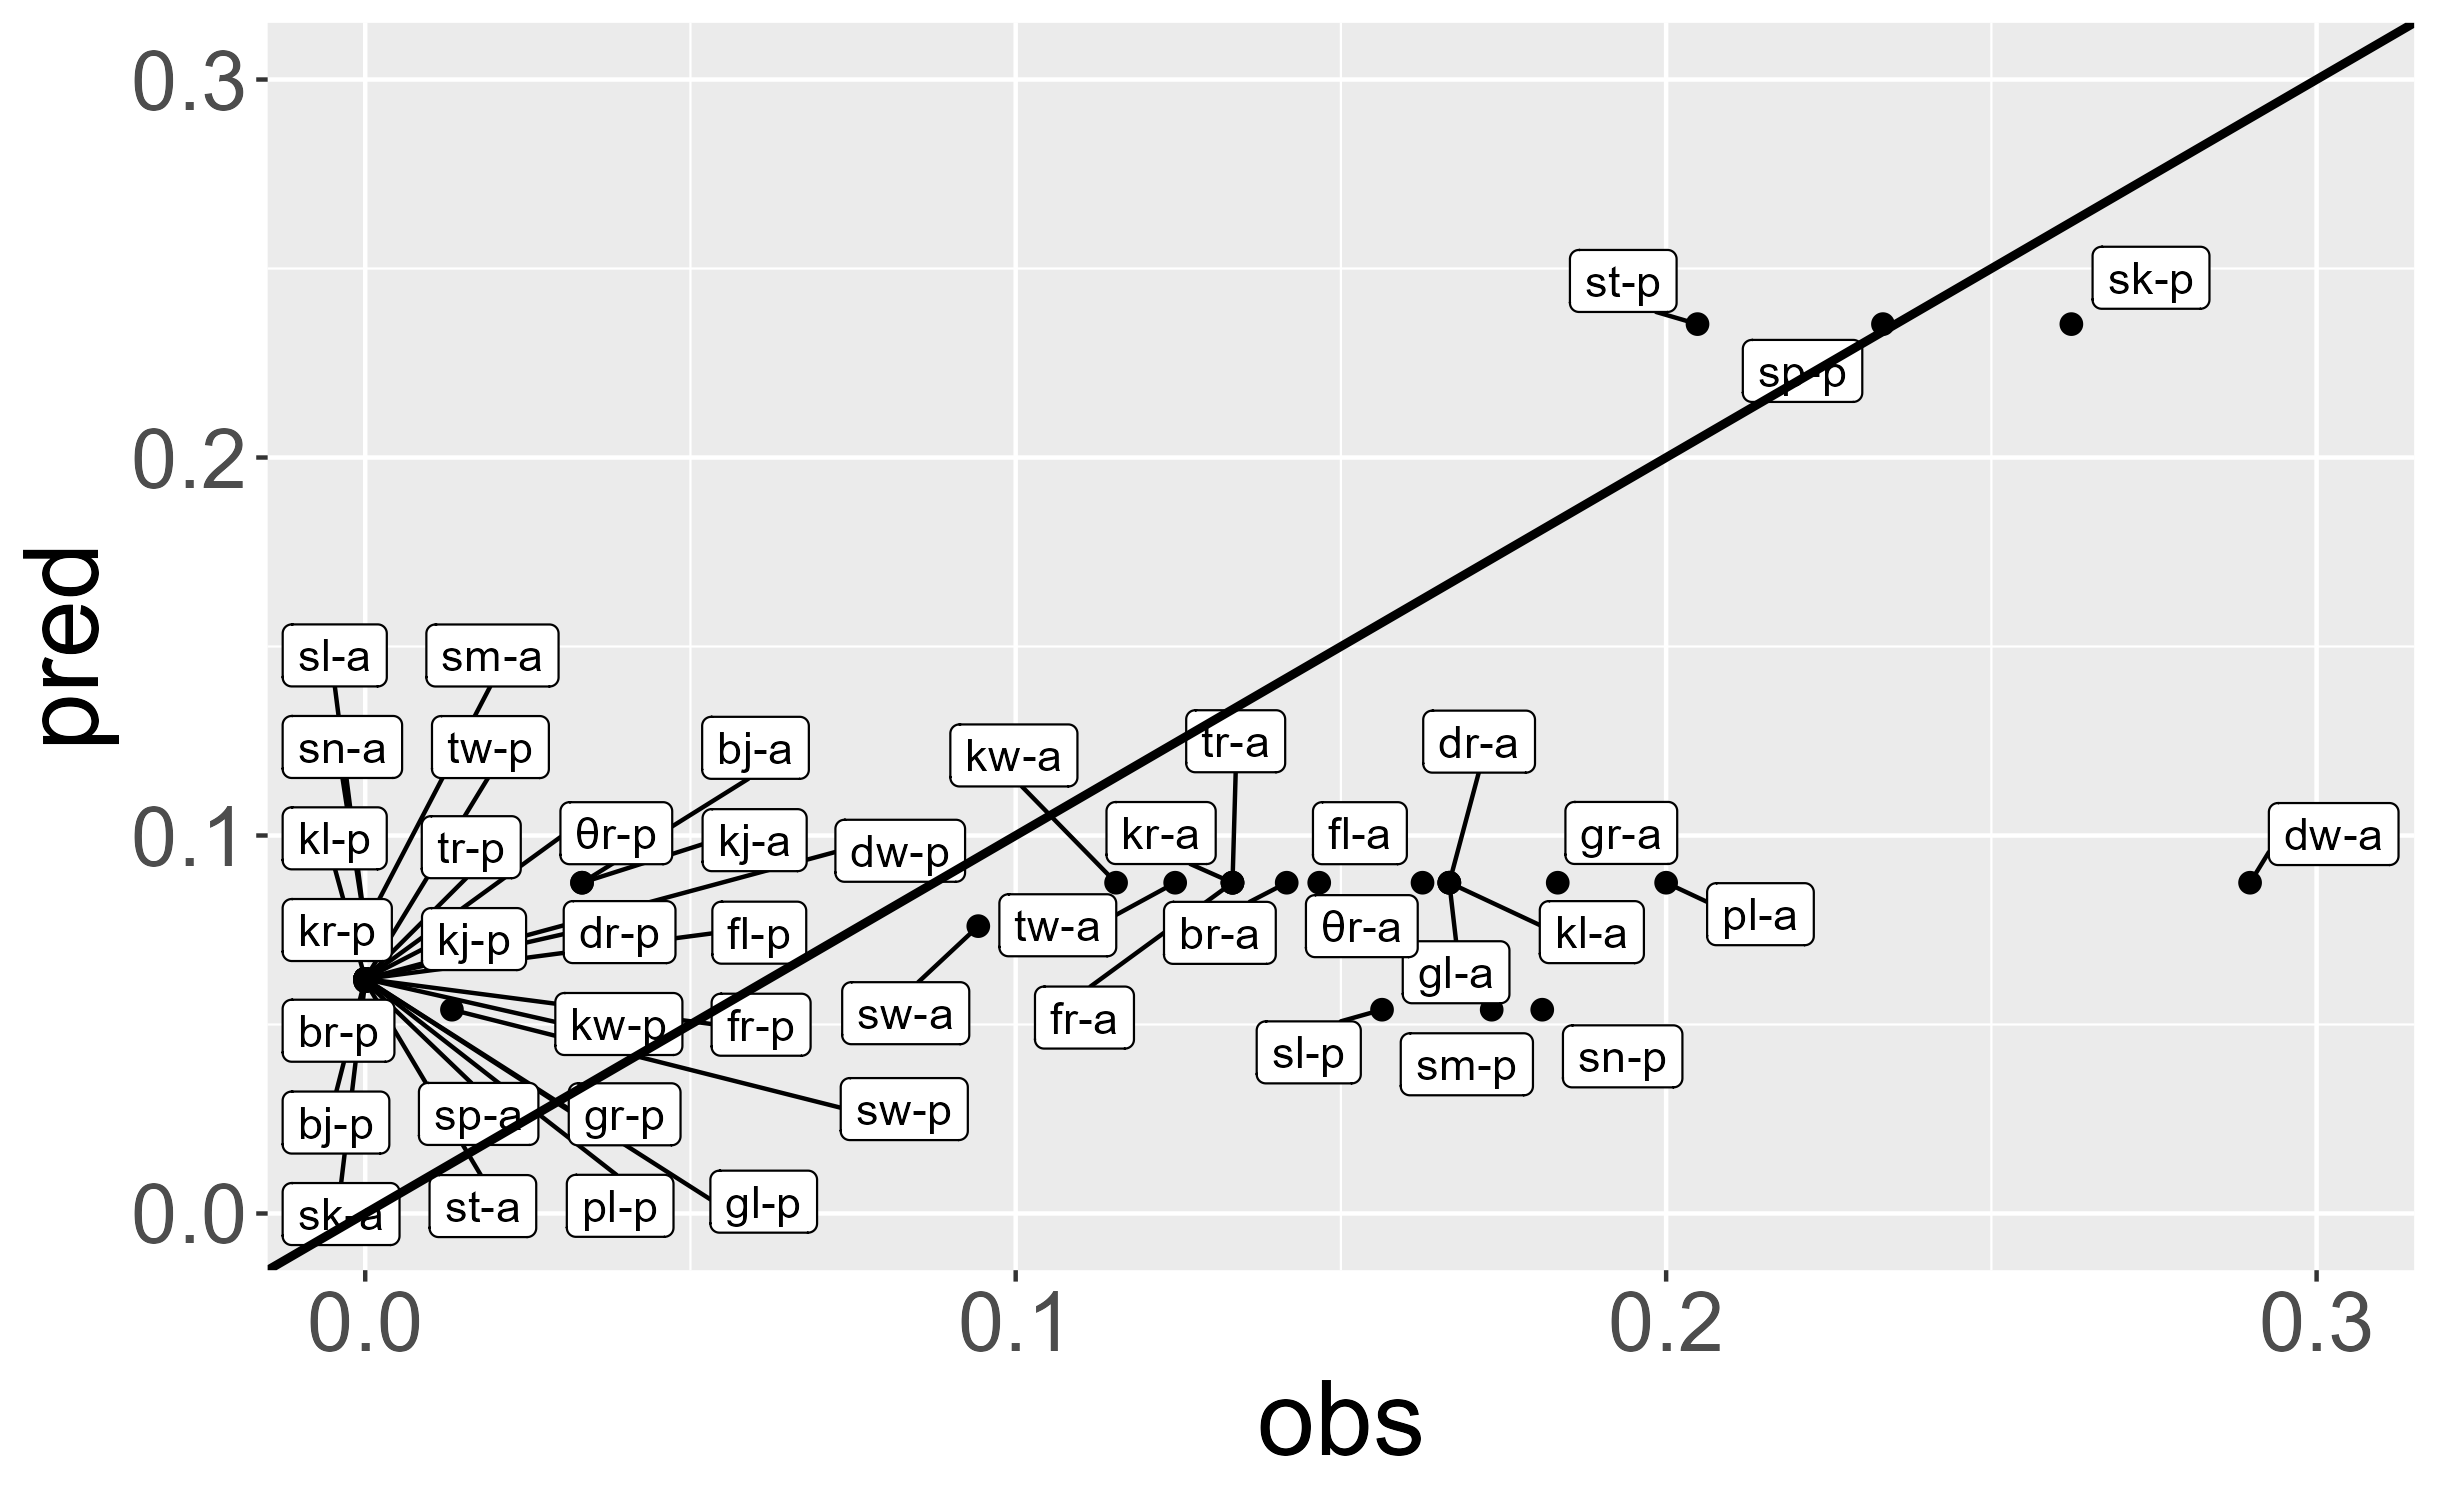 pred
0.3
0.2
0.1
0.0
st-p
sk-p
sp-p
sl-a
sm-a
sn-a
tw-p
bj-a
kw-a
tr-a
dr-a
kl-p
tr-p
θr-p
kj-a
dw-p
kr-a
fl-a
gr-a
dw-a
kr-p
kj-p
dr-p
fl-p
tw-a
br-a
θr-a
kl-a
pl-a
gl-a
br-p
kw-p
fr-p
sw-a
fr-a
sl-p
sm-p
sn-p
bj-p
sp-a
gr-p
sw-p
sk-a
st-a
pl-p
gl-p
0.0
0.1
0.2
0.3
obs